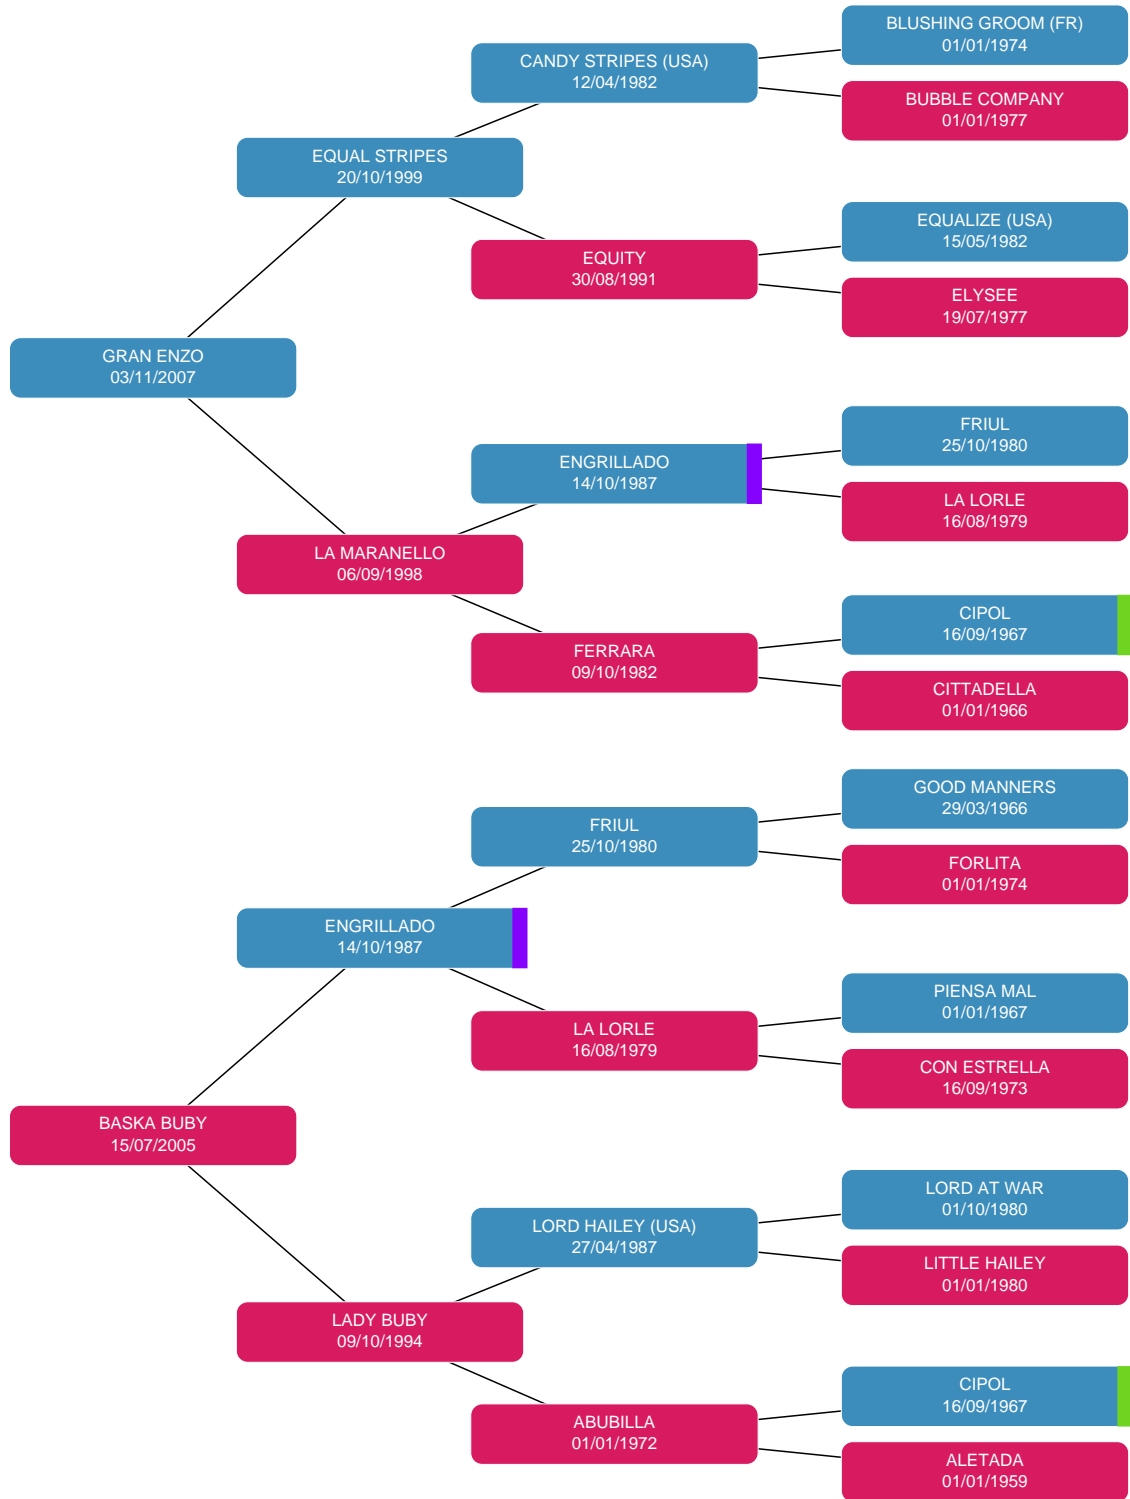 BLUSHING GROOM (FR)
01/01/1974
CANDY STRIPES (USA)
12/04/1982
BUBBLE COMPANY
01/01/1977
EQUAL STRIPES
20/10/1999
EQUALIZE (USA)
15/05/1982
EQUITY
30/08/1991
ELYSEE
19/07/1977
GRAN ENZO
03/11/2007
FRIUL
25/10/1980
ENGRILLADO
14/10/1987
LA LORLE
16/08/1979
LA MARANELLO
06/09/1998
CIPOL
16/09/1967
FERRARA
09/10/1982
CITTADELLA
01/01/1966
GOOD MANNERS
29/03/1966
FRIUL
25/10/1980
FORLITA
01/01/1974
ENGRILLADO
14/10/1987
PIENSA MAL
01/01/1967
LA LORLE
16/08/1979
CON ESTRELLA
16/09/1973
BASKA BUBY
15/07/2005
LORD AT WAR
01/10/1980
LORD HAILEY (USA)
27/04/1987
LITTLE HAILEY
01/01/1980
LADY BUBY
09/10/1994
CIPOL
16/09/1967
ABUBILLA
01/01/1972
ALETADA
01/01/1959